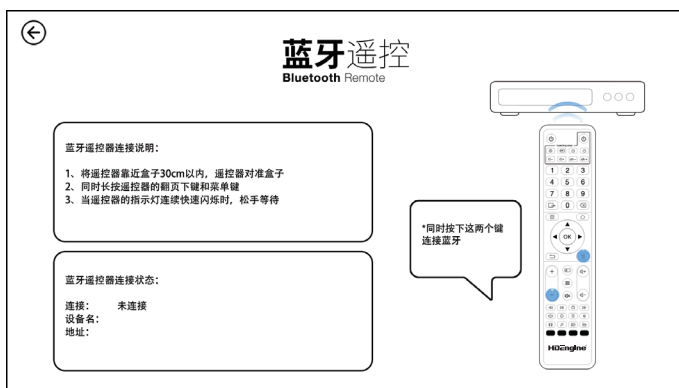 蓝牙遥控
Bluetooth Remote
蓝牙遥控器连接说明：
1、将遥控器靠近盒子30cm以内，遥控器对准盒子
2、同时长按遥控器的翻页下键和菜单键
3、当遥控器的指示灯连续快速闪烁时，松手等待
*同时按下这两个键
连接蓝牙
蓝牙遥控器连接状态：
连接： 未连接
设备名：
地址：
1 2 3
4 5 6
7 8 9
0
OK
HDEngine